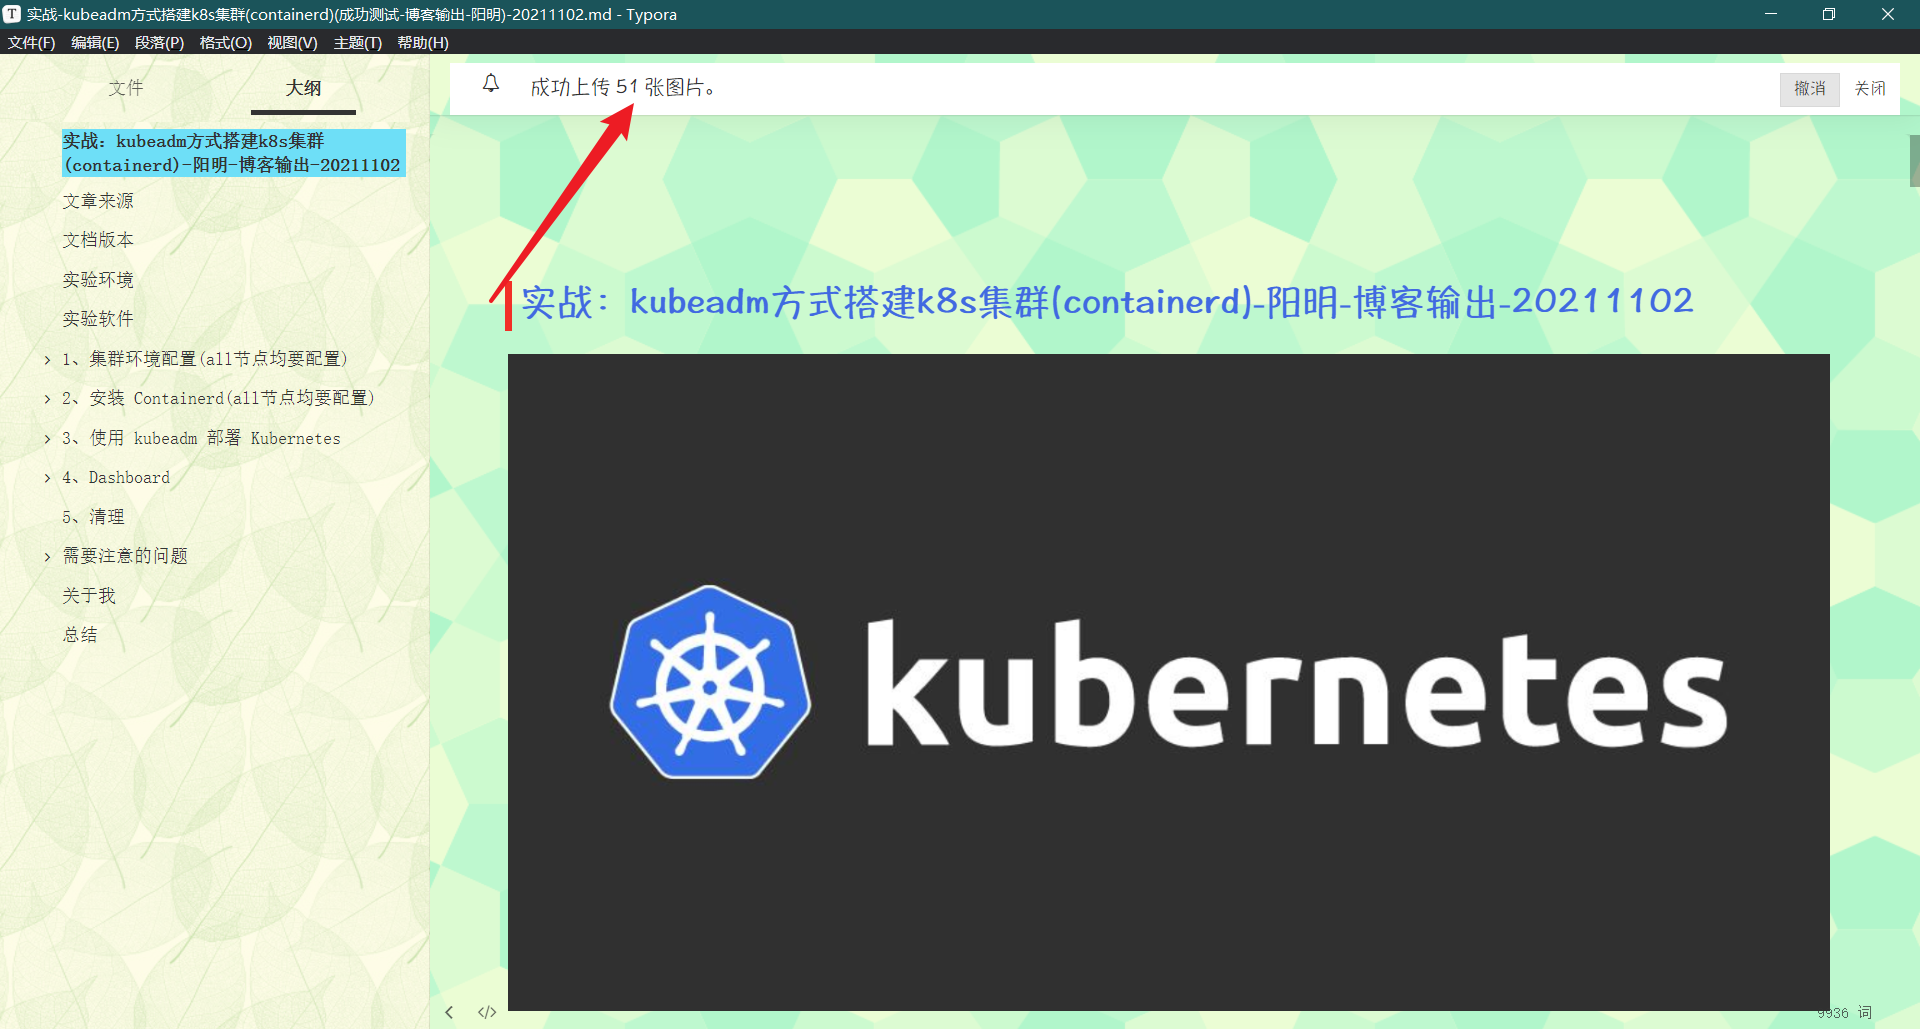 实战-kubeadm方式搭建k8s集群(containerd)(成功测试-博客输出-阳明)-20211102.md - Typora
文件(F) 编辑(E) 段落(P) 格式(O) 视图(V) 主题(T) 帮助(H)
文件 大纲
成功上传 51 张图片。 撤消 关闭
实战：kubeadm方式搭建k8s集群
(containerd)-阳明-博客输出-20211102
文章来源
文档版本
实验环境
实验软件
1、集群环境配置(all节点均要配置)
2、安装 Containerd(all节点均要配置)
3、使用 kubeadm 部署 Kubernetes
4、Dashboard
5、清理
需要注意的问题
关于我
总结
实战：kubeadm方式搭建k8s集群(containerd)-阳明-博客输出-20211102
kubernetes
9936 词